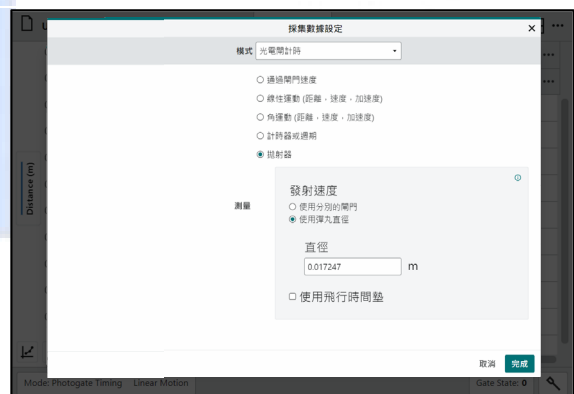 採集數據設定
×
模式 光電閘計時
通過閘門速度
線性運動 (距離，速度，加速度)
角運動 (距離，速度，加速度)
計時器或週期
拋射器
測量
發射速度
使用分別的閘門
使用彈丸直徑
直徑
0.017247 m
使用飛行時間墊
Distance (m)
取消 完成
Mode: Photogate Timing Linear Motion Gate State: 0